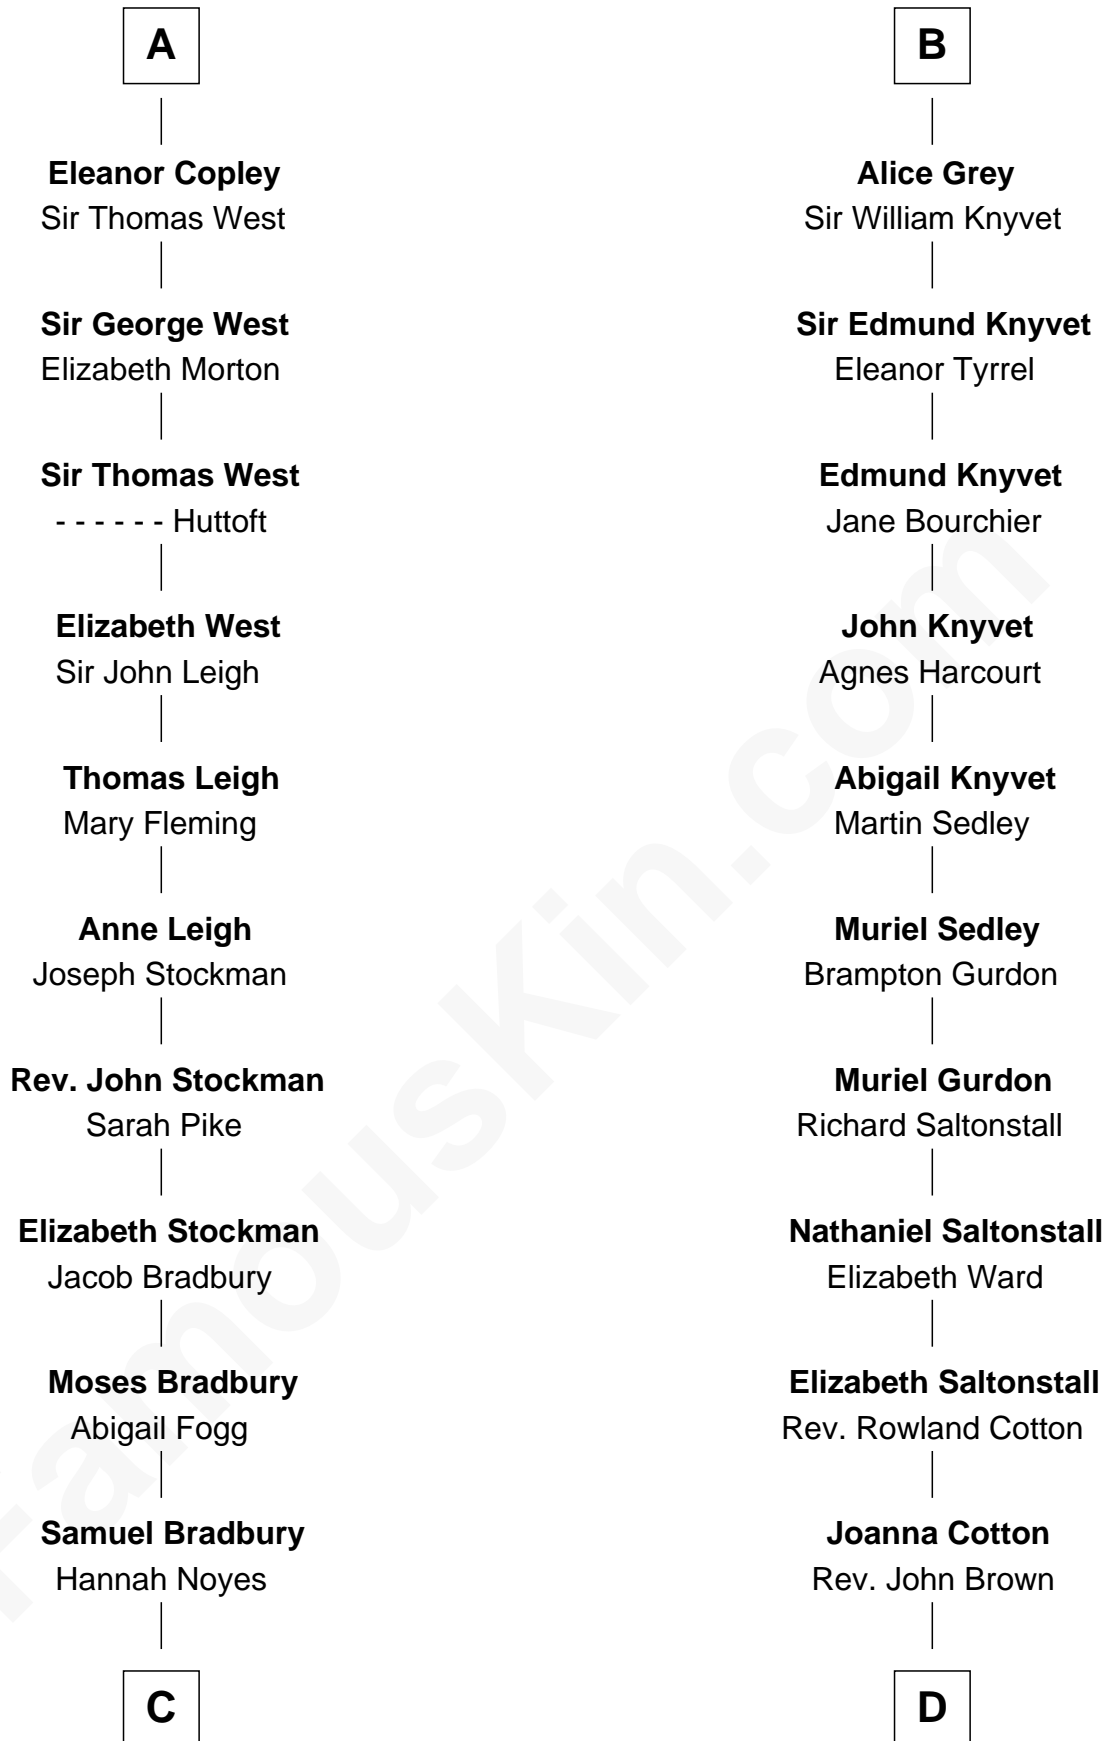 A
Eleanor Copley
Sir Thomas West
Sir George West
Elizabeth Morton
Sir Thomas West
- - - - - - Huttoft
Elizabeth West
Sir John Leigh
Thomas Leigh
Mary Fleming
Anne Leigh
Joseph Stockman
Rev. John Stockman
Sarah Pike
Elizabeth Stockman
Jacob Bradbury
Moses Bradbury
Abigail Fogg
Samuel Bradbury
Hannah Noyes
C
B
Alice Grey
Sir William Knyvet
Sir Edmund Knyvet
Eleanor Tyrrel
Edmund Knyvet
Jane Bourchier
John Knyvet
Agnes Harcourt
Abigail Knyvet
Martin Sedley
Muriel Sedley
Brampton Gurdon
Muriel Gurdon
Richard Saltonstall
Nathaniel Saltonstall
Elizabeth Ward
Elizabeth Saltonstall
Rev. Rowland Cotton
Joanna Cotton
Rev. John Brown
D
FamousKin.com